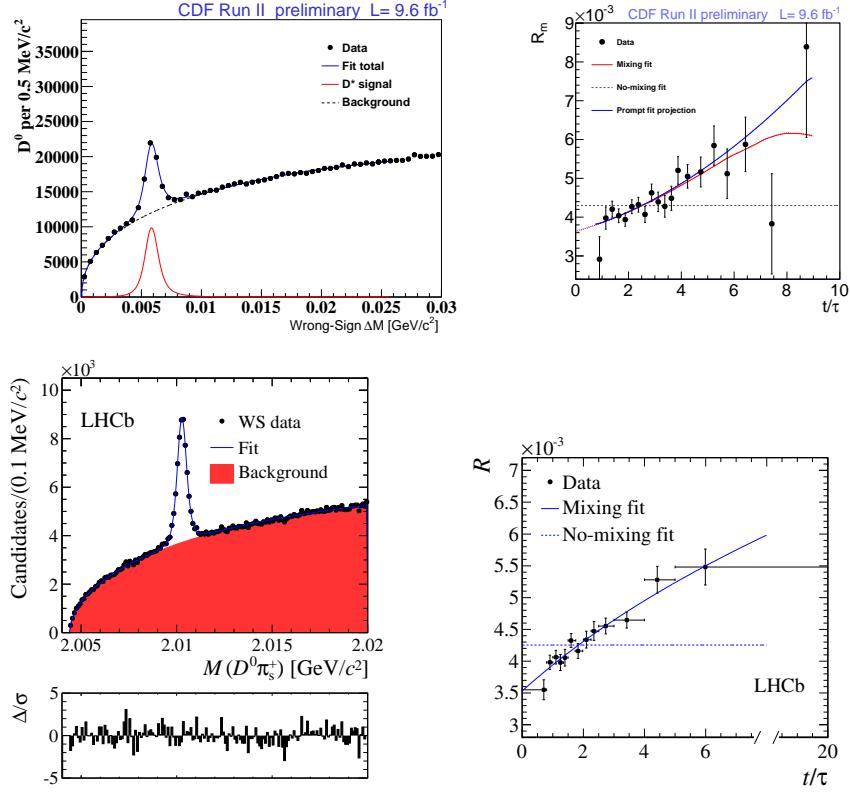 CDF Run II preliminary L= 9.6 fb⁻¹
D⁰ per 0.5 MeV/c²
40000
35000
30000
25000
20000
15000
10000
5000
0
Data
Fit total
D* signal
Background
0 0.005 0.01 0.015 0.02 0.025 0.03
Wrong-Sign ΔM [GeV/c²]
×10⁻³
CDF Run II preliminary L= 9.6 fb⁻¹
R_m
9
8
7
6
5
4
3
Data
Mixing fit
No-mixing fit
Prompt fit projection
0 2 4 6 8 10
t/τ
×10³
Candidates/(0.1 MeV/c²)
10
8
6
4
2
0
LHCb
WS data
Fit
Background
2.005 2.01 2.015 2.02
M(D⁰π_s⁺) [GeV/c²]
Δ/σ
5
0
-5
×10⁻³
R
7
6.5
6
5.5
5
4.5
4
3.5
3
Data
Mixing fit
No-mixing fit
LHCb
0 2 4 6 20
t/τ